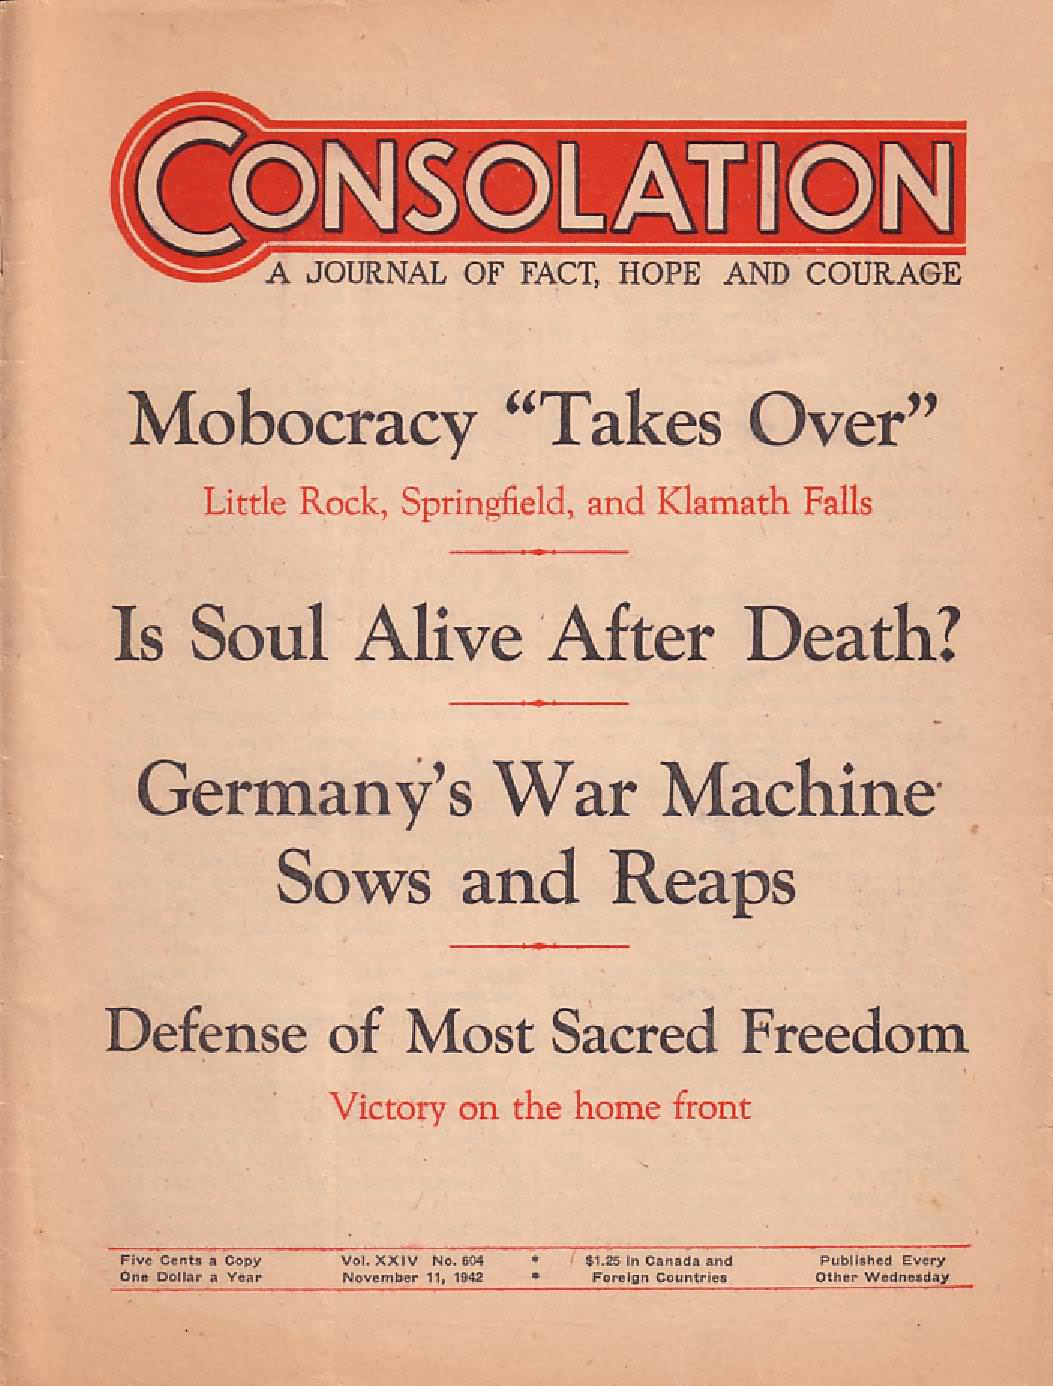 CONSOLATION
A JOURNAL OF FACT, HOPE AND COURAGE
Mobocracy “Takes Over”
Little Rock, Springfield, and Klamath Falls
Is Soul Alive After Death?
Germany’s War Machine
Sows and Reaps
Defense of Most Sacred Freedom
Victory on the home front
Five Cents a Copy Vol. XXIV No. 604 * $1.25 in Canada and Published Every
One Dollar a Year November 11, 1942 * Foreign Countries Other Wednesday